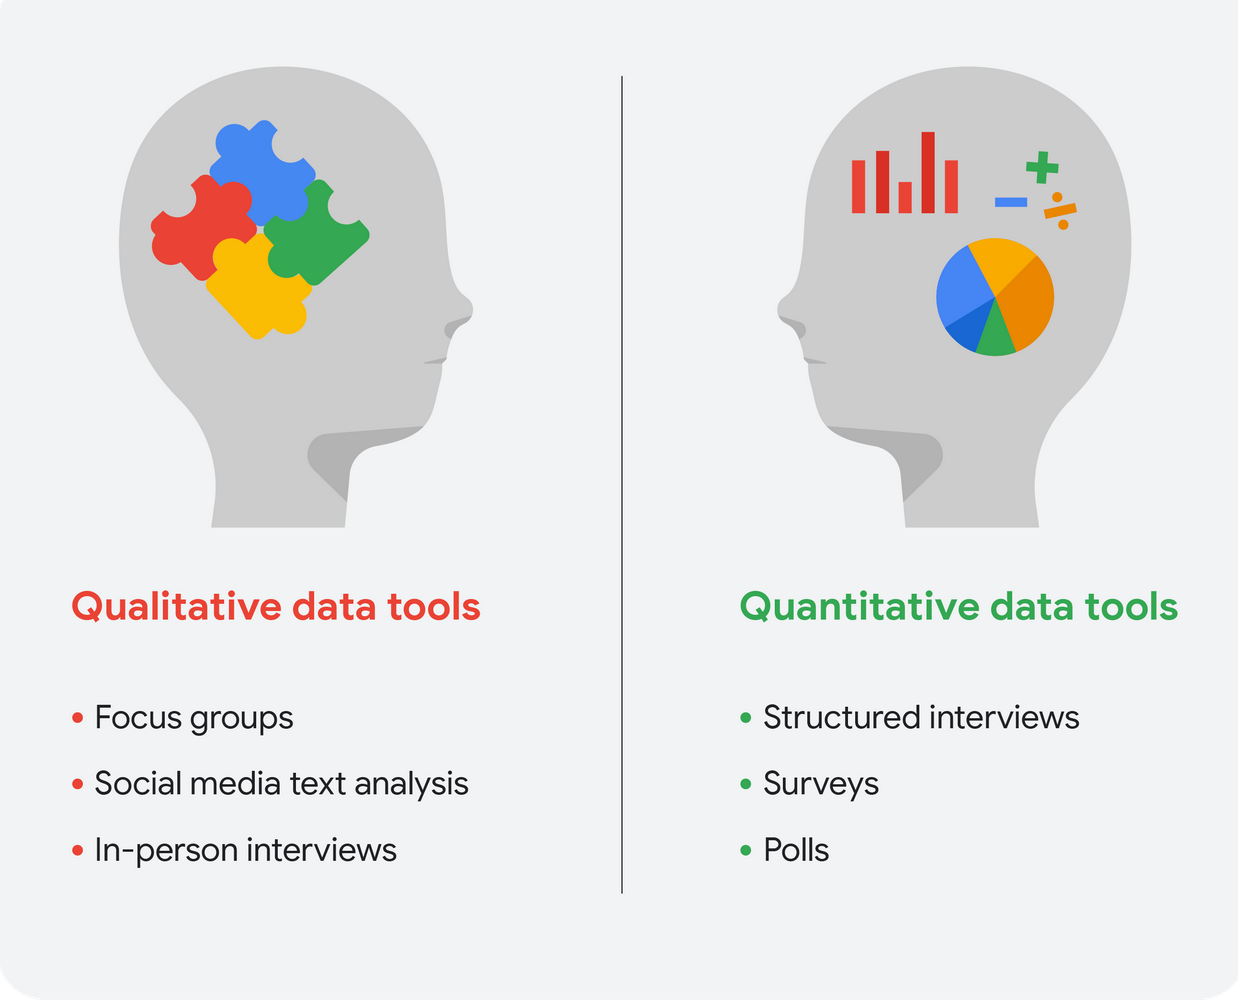 Qualitative data tools
• Focus groups
• Social media text analysis
• In-person interviews
Quantitative data tools
• Structured interviews
• Surveys
• Polls